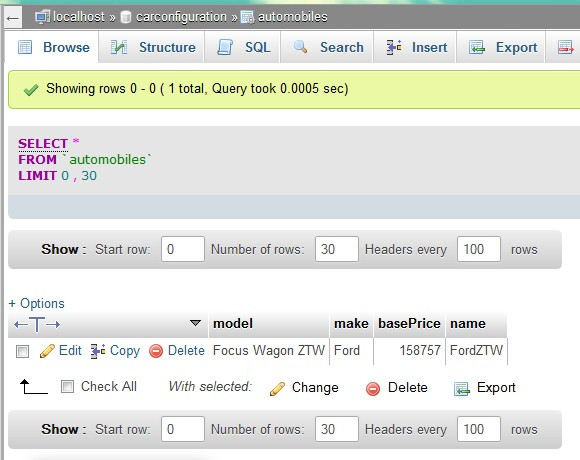 localhost » carconfiguration » automobiles
Browse Structure SQL Search Insert Export
Showing rows 0 - 0 ( 1 total, Query took 0.0005 sec)
SELECT *
FROM `automobiles`
LIMIT 0 , 30
Show : Start row: 0 Number of rows: 30 Headers every 100 rows
+ Options
←T→ model make basePrice name
Edit Copy Delete Focus Wagon ZTW Ford 158757 FordZTW
Check All With selected: Change Delete Export
Show : Start row: 0 Number of rows: 30 Headers every 100 rows